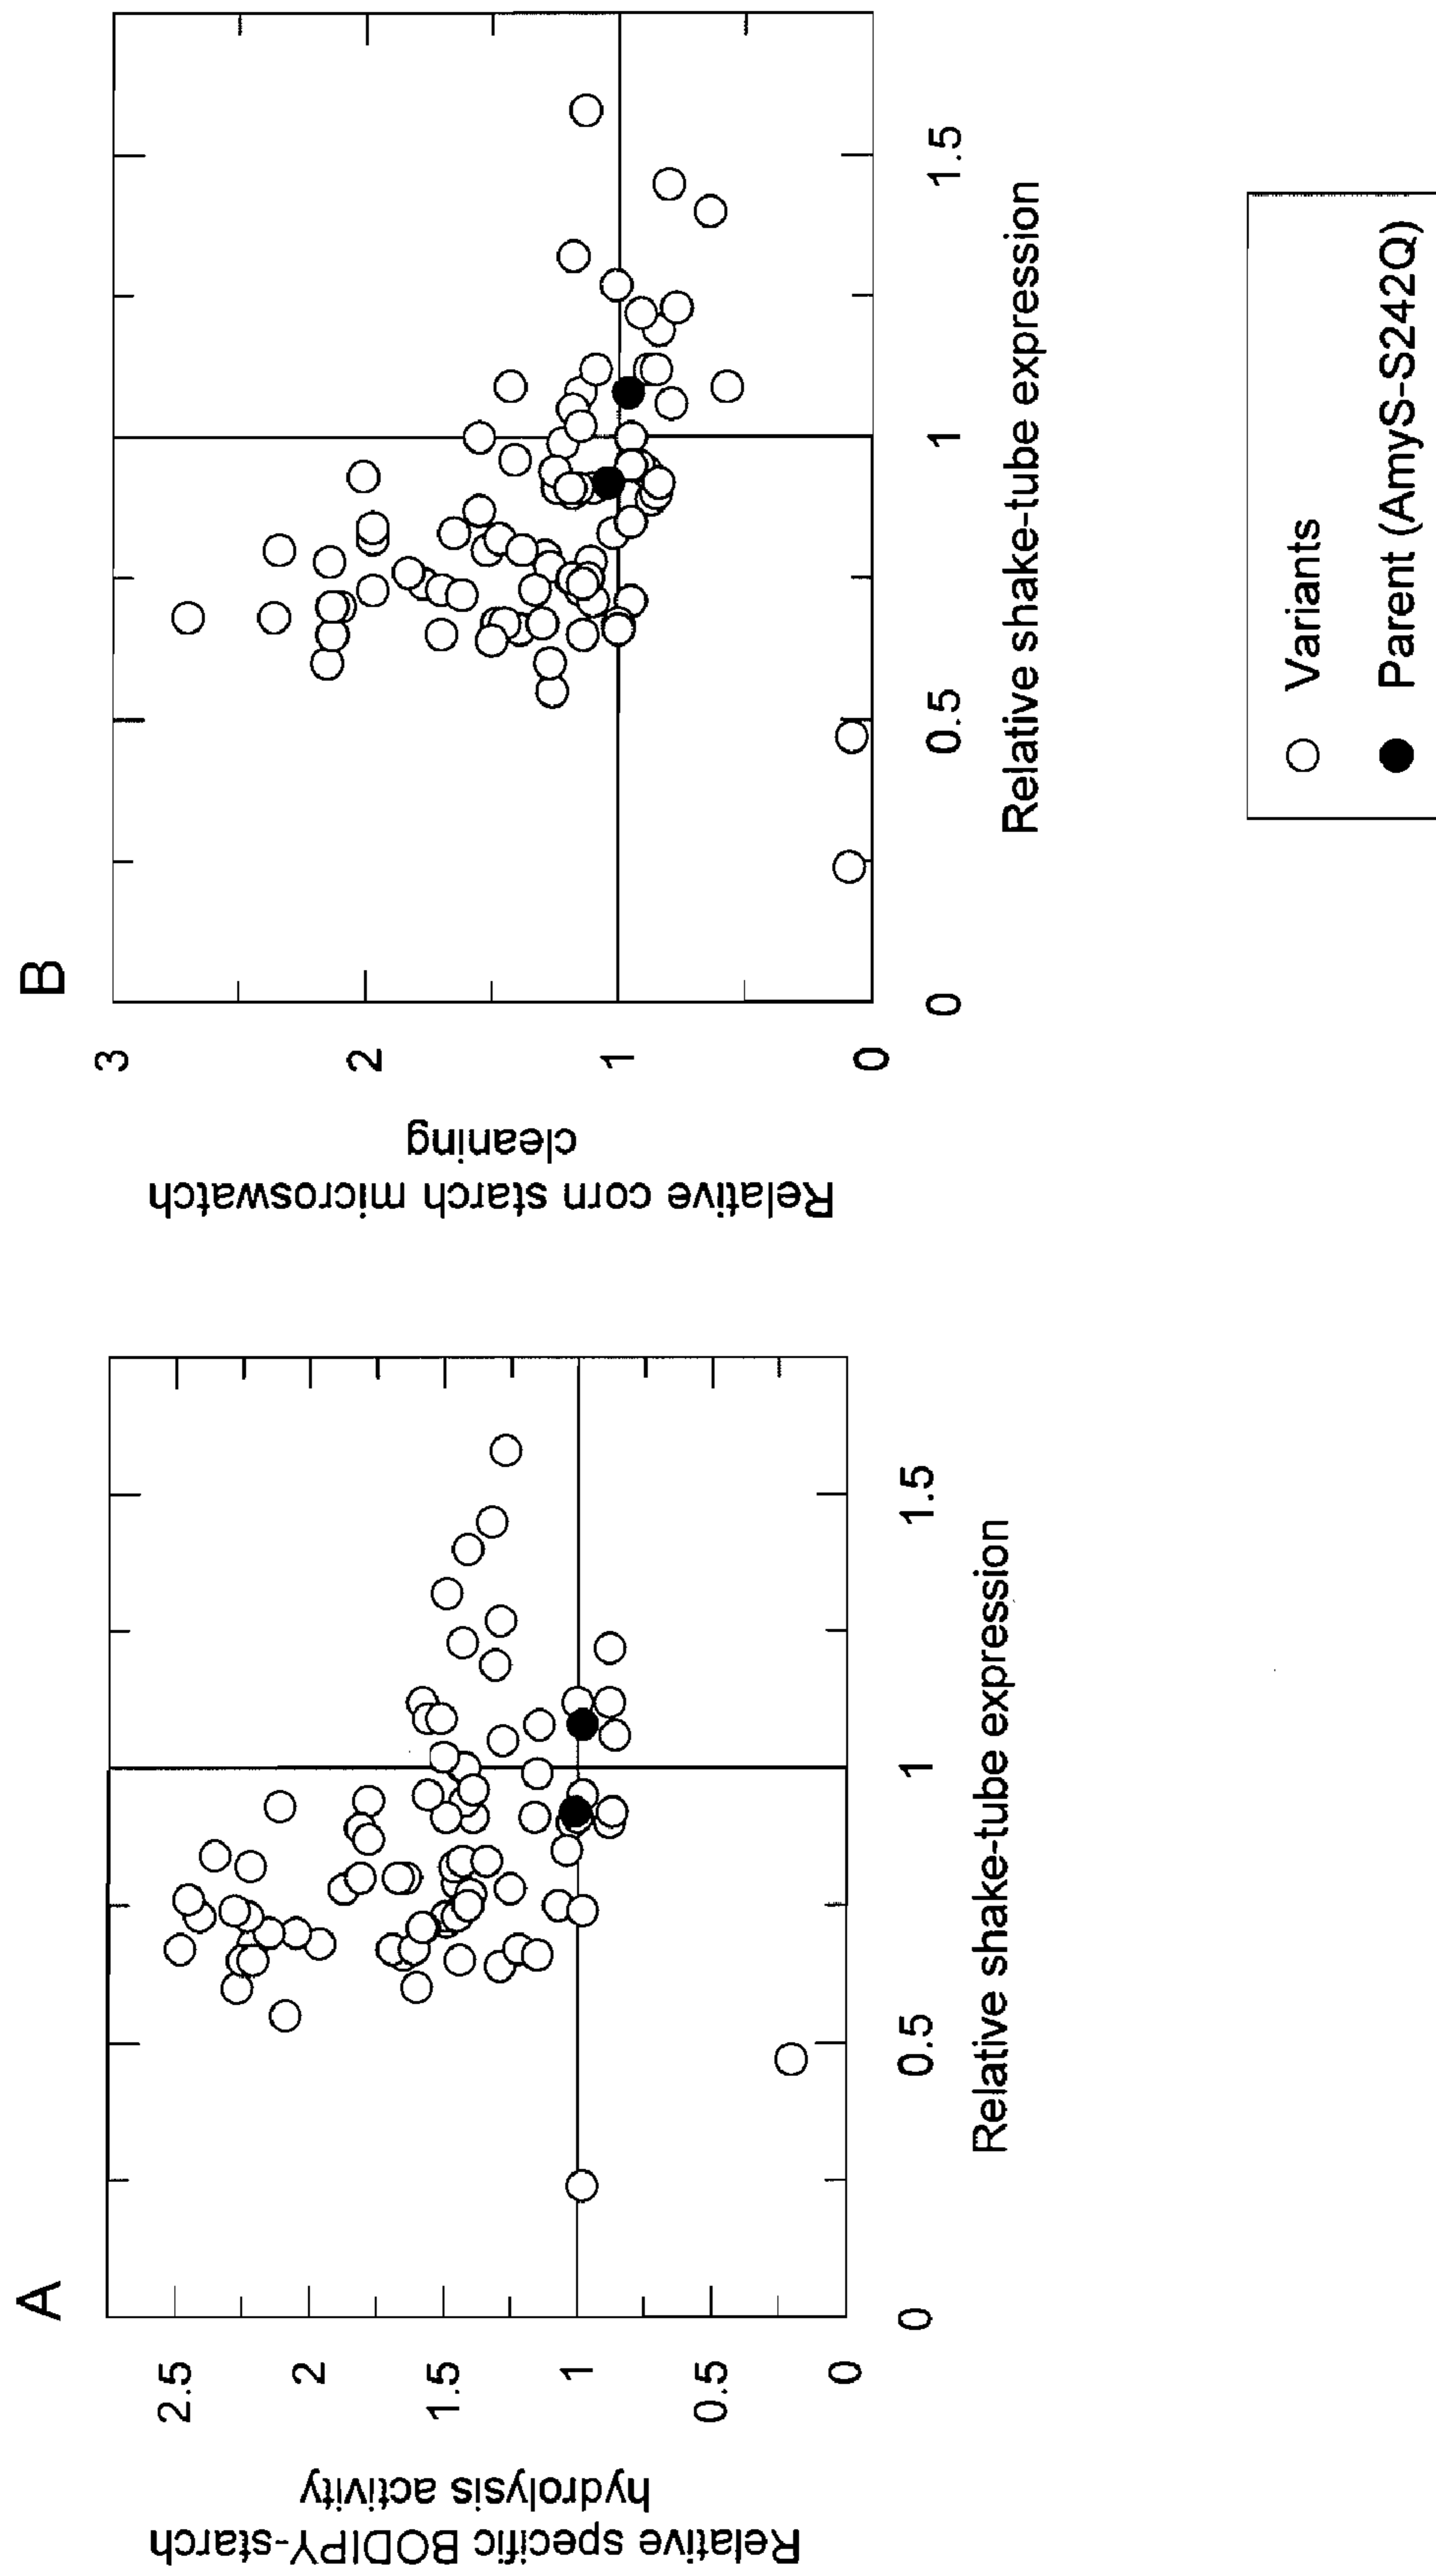 A
Relative specific BODIPY-starch
hydrolysis activity
2.5
2
1.5
1
0.5
0
0
0.5
1
1.5
Relative shake-tube expression
B
Relative corn starch microswatch
cleaning
3
2
1
0
0
0.5
1
1.5
Relative shake-tube expression
Variants
Parent (AmyS-S242Q)